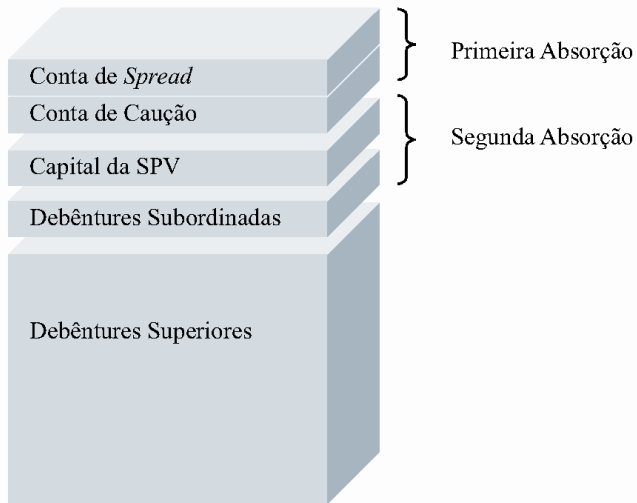 Primeira Absorção
Conta de Spread
Conta de Caução
Segunda Absorção
Capital da SPV
Debêntures Subordinadas
Debêntures Superiores